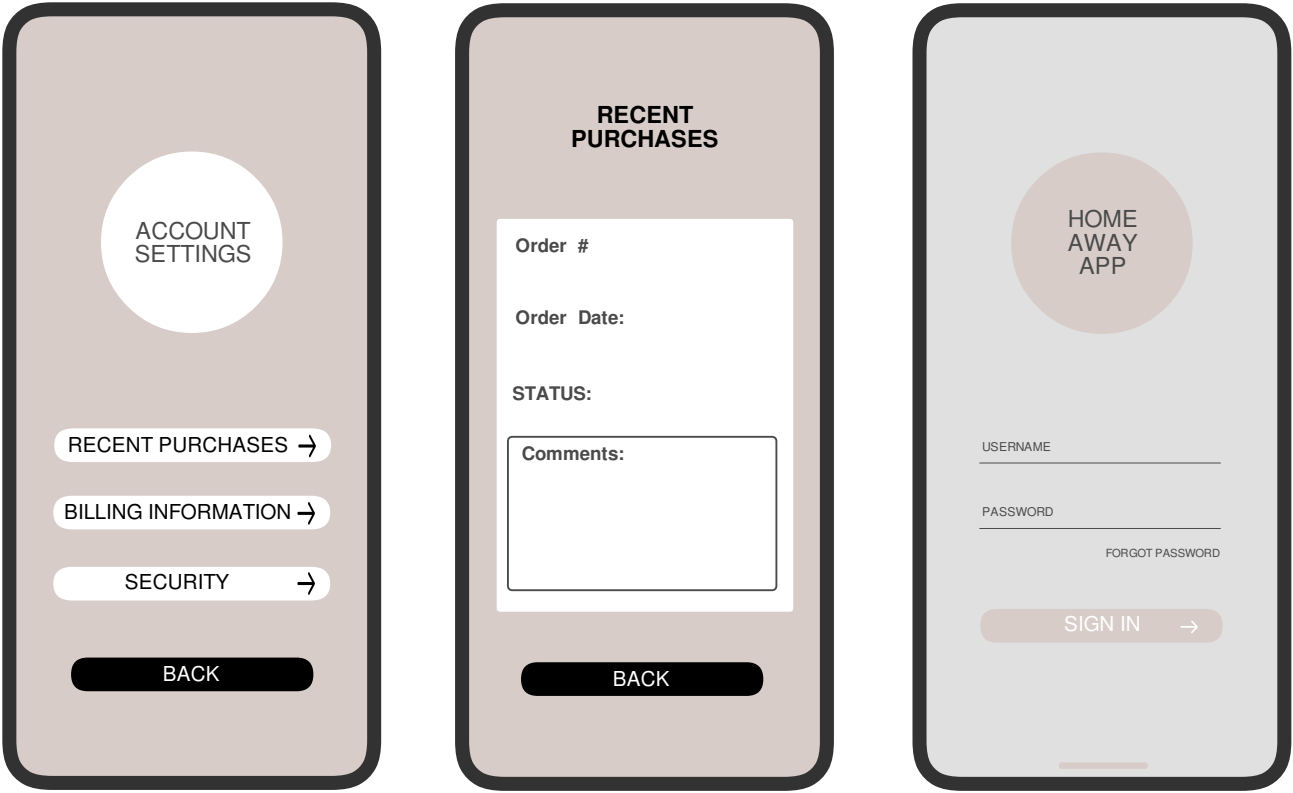 ACCOUNT
SETTINGS
RECENT PURCHASES
BILLING INFORMATION
SECURITY
BACK
RECENT
PURCHASES
Order #
Order Date:
STATUS:
Comments:
BACK
HOME
AWAY
APP
USERNAME
PASSWORD
FORGOT PASSWORD
SIGN IN